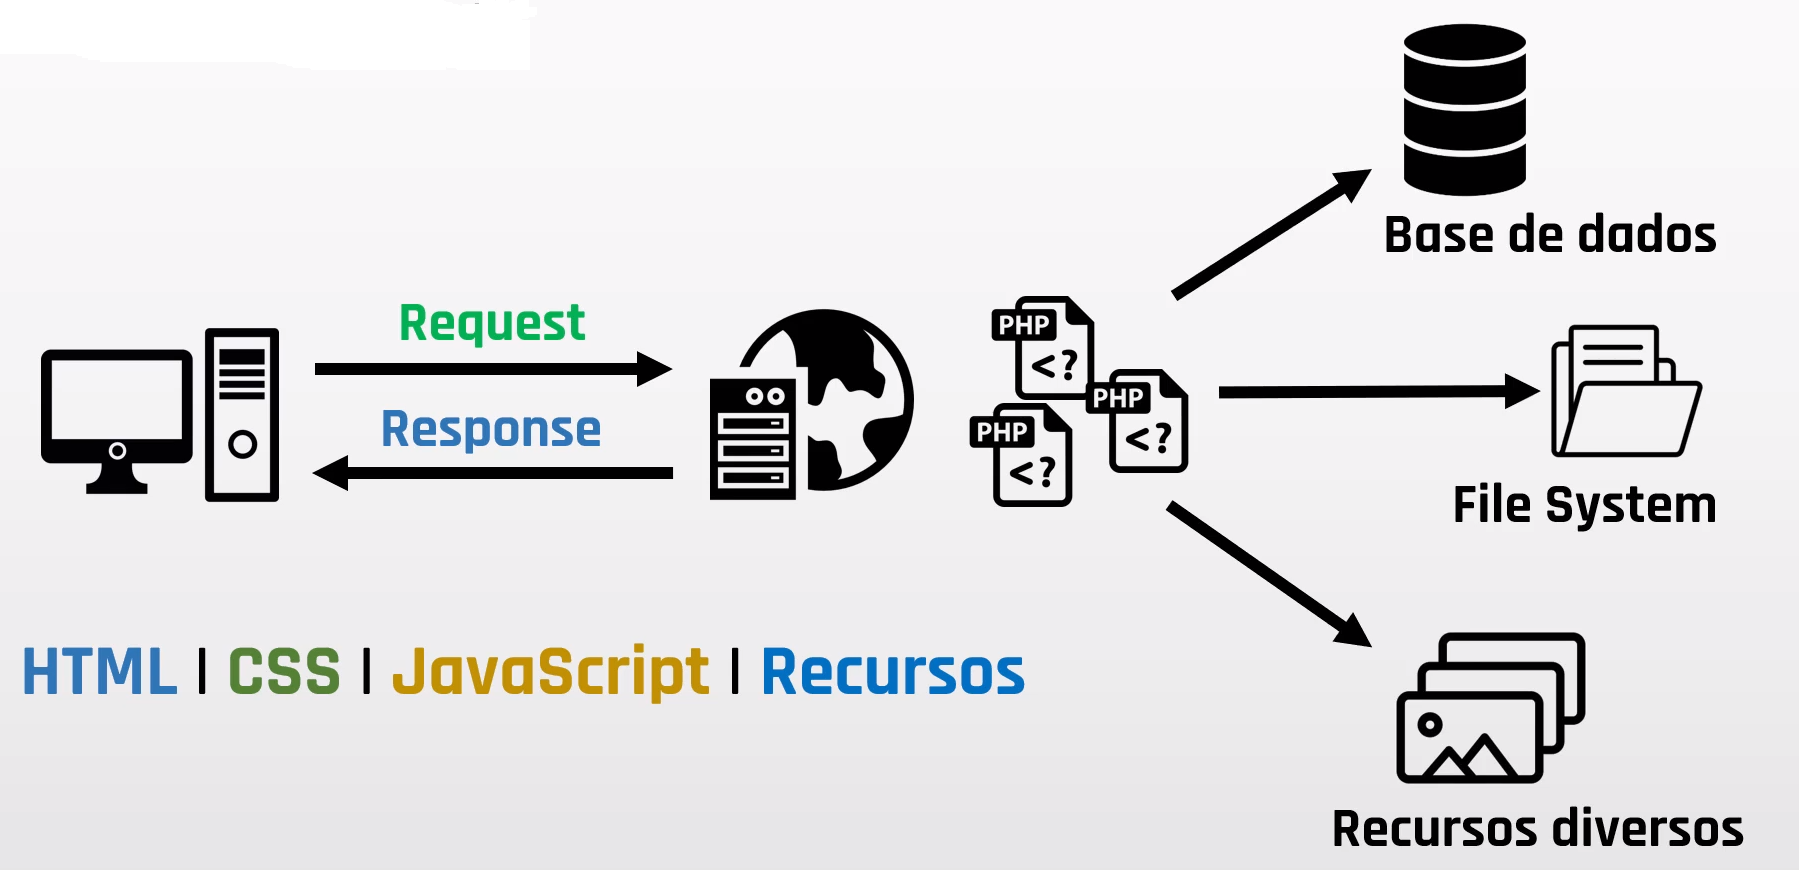 Base de dados
Request
PHP
<?
Response
PHP
<?
PHP
<?
File System
HTML | CSS | JavaScript | Recursos
Recursos diversos